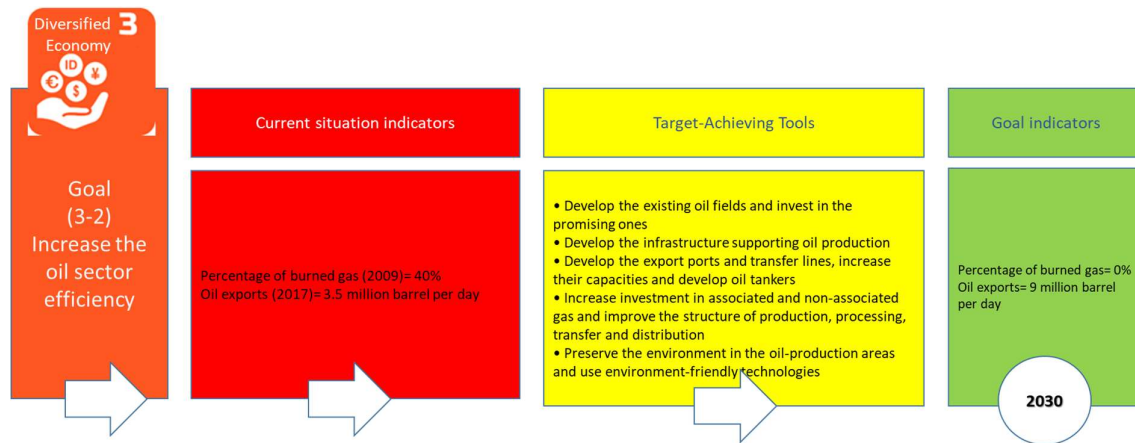 Diversified 3
Economy
ID
€ ¥
$
Goal
(3-2)
Increase the
oil sector
efficiency
Current situation indicators
Percentage of burned gas (2009)= 40%
Oil exports (2017)= 3.5 million barrel per day
Target-Achieving Tools
• Develop the existing oil fields and invest in the
promising ones
• Develop the infrastructure supporting oil production
• Develop the export ports and transfer lines, increase
their capacities and develop oil tankers
• Increase investment in associated and non-associated
gas and improve the structure of production, processing,
transfer and distribution
• Preserve the environment in the oil-production areas
and use environment-friendly technologies
Goal indicators
Percentage of burned gas= 0%
Oil exports= 9 million barrel
per day
2030